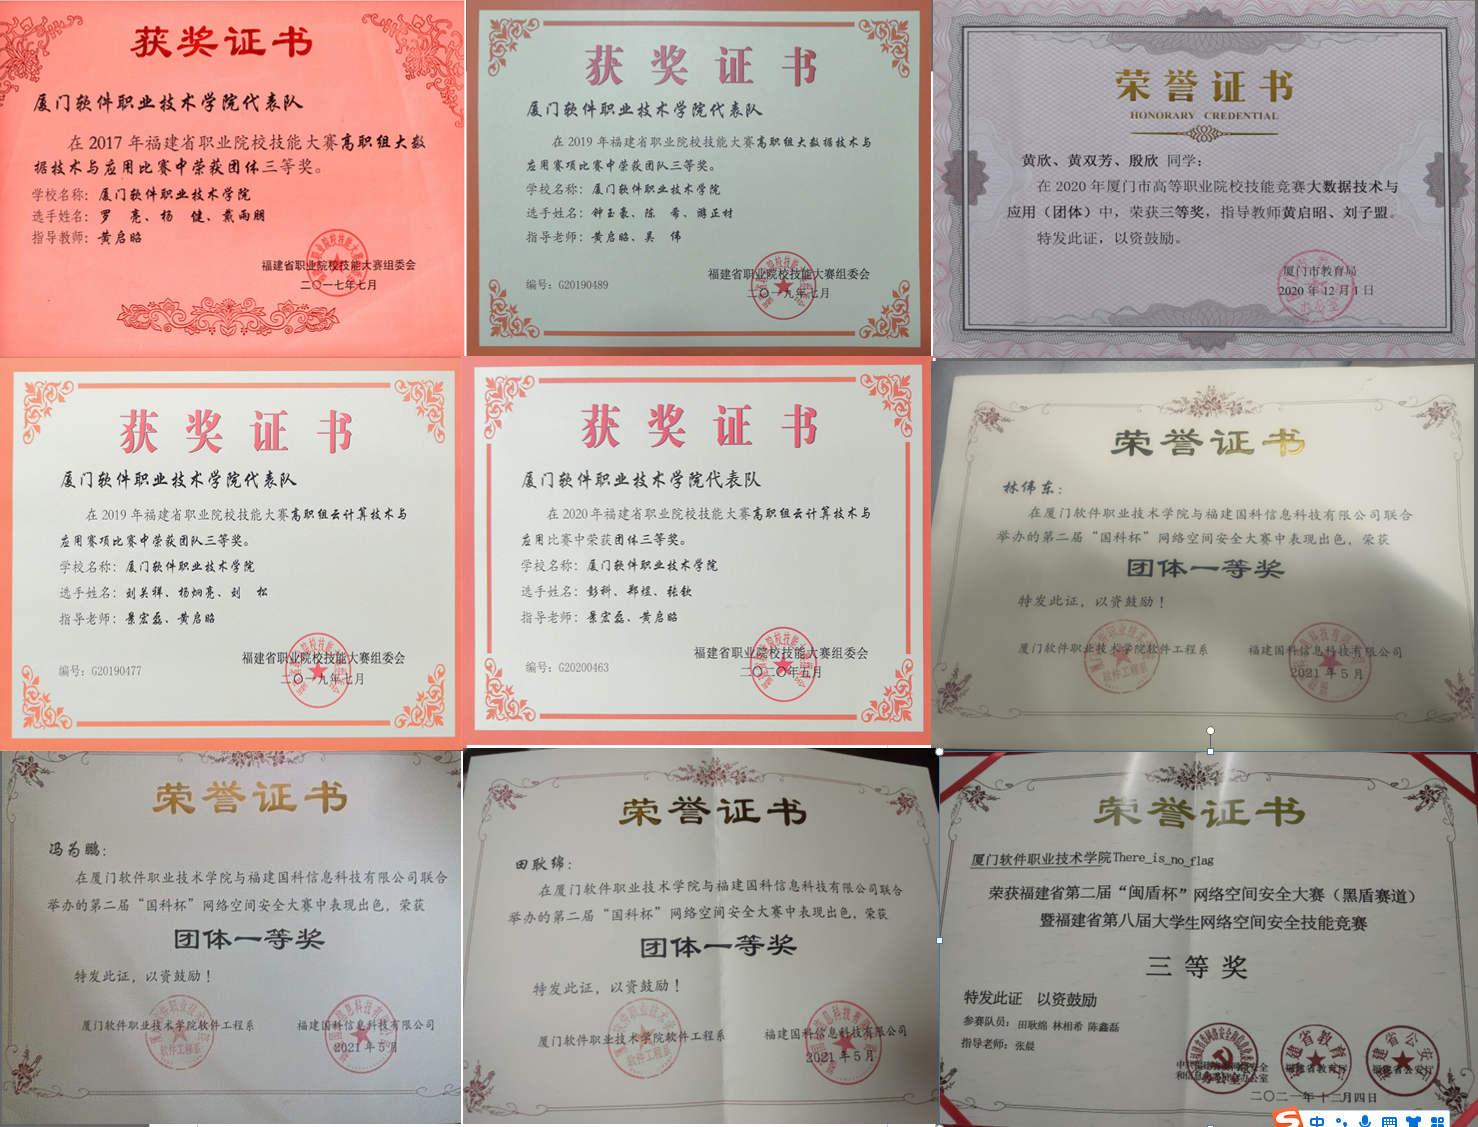 获奖证书
厦门软件职业技术学院代表队
在 2017 年福建省职业院校技能大赛高职组大数
据技术与应用比赛中荣获团体三等奖。
学校名称：厦门软件职业技术学院
选手姓名：罗 亮、杨 健、戴雨朋
指导教师：黄启昭
福建省职业院校技能大赛组委会
二〇一七年七月
获奖证书
厦门软件职业技术学院代表队
在 2019 年福建省职业院校技能大赛高职组大数据技术与
应用赛项比赛中荣获团队三等奖。
学校名称：厦门软件职业技术学院
选手姓名：钟玉豪、陈 希、游正材
指导老师：黄启昭、吴 伟
编号：G20190489
福建省职业院校技能大赛组委会
二〇一九年七月
荣誉证书
HONORARY CREDENTIAL
黄欣、黄双芳、殷欣 同学：
在 2020 年厦门市高等职业院校技能竞赛大数据技术与
应用（团体）中，荣获三等奖，指导教师黄启昭、刘子盟。
特发此证，以资鼓励。
厦门市教育局
2020 年 12 月 1 日
获奖证书
厦门软件职业技术学院代表队
在 2019 年福建省职业院校技能大赛高职组云计算技术与
应用赛项比赛中荣获团队三等奖。
学校名称：厦门软件职业技术学院
选手姓名：刘关祥、杨炯亮、刘 松
指导老师：景宏磊、黄启昭
编号：G20190477
福建省职业院校技能大赛组委会
二〇一九年七月
获奖证书
厦门软件职业技术学院代表队
在 2020 年福建省职业院校技能大赛高职组云计算技术与
应用比赛中荣获团体三等奖。
学校名称：厦门软件职业技术学院
选手姓名：彭科、郑煜、张钦
指导老师：景宏磊、黄启昭
编号：G20200463
福建省职业院校技能大赛组委会
二〇二〇年五月
荣誉证书
林伟东：
在厦门软件职业技术学院与福建国科信息科技有限公司联合
举办的第二届“国科杯”网络空间安全大赛中表现出色，荣获
团体一等奖
特发此证，以资鼓励！
厦门软件职业技术学院软件工程系
福建国科信息科技有限公司
2021 年 5 月
荣誉证书
冯为鹏：
在厦门软件职业技术学院与福建国科信息科技有限公司联合
举办的第二届“国科杯”网络空间安全大赛中表现出色，荣获
团体一等奖
特发此证，以资鼓励！
厦门软件职业技术学院软件工程系
福建国科信息科技有限公司
2021 年 5 月
荣誉证书
田耿绵：
在厦门软件职业技术学院与福建国科信息科技有限公司联合
举办的第二届“国科杯”网络空间安全大赛中表现出色，荣获
团体一等奖
特发此证，以资鼓励！
厦门软件职业技术学院软件工程系
福建国科信息科技有限公司
2021 年 5 月
荣誉证书
厦门软件职业技术学院There_is_no_flag
荣获福建省第二届“闽盾杯”网络空间安全大赛（黑盾赛道）
暨福建省第八届大学生网络空间安全技能竞赛
三等奖
特发此证 以资鼓励
参赛队员：田耿绵 林相希 陈鑫磊
指导老师：张晨
福建省教育厅
福建省公安厅
二〇二一年十二月四日
中